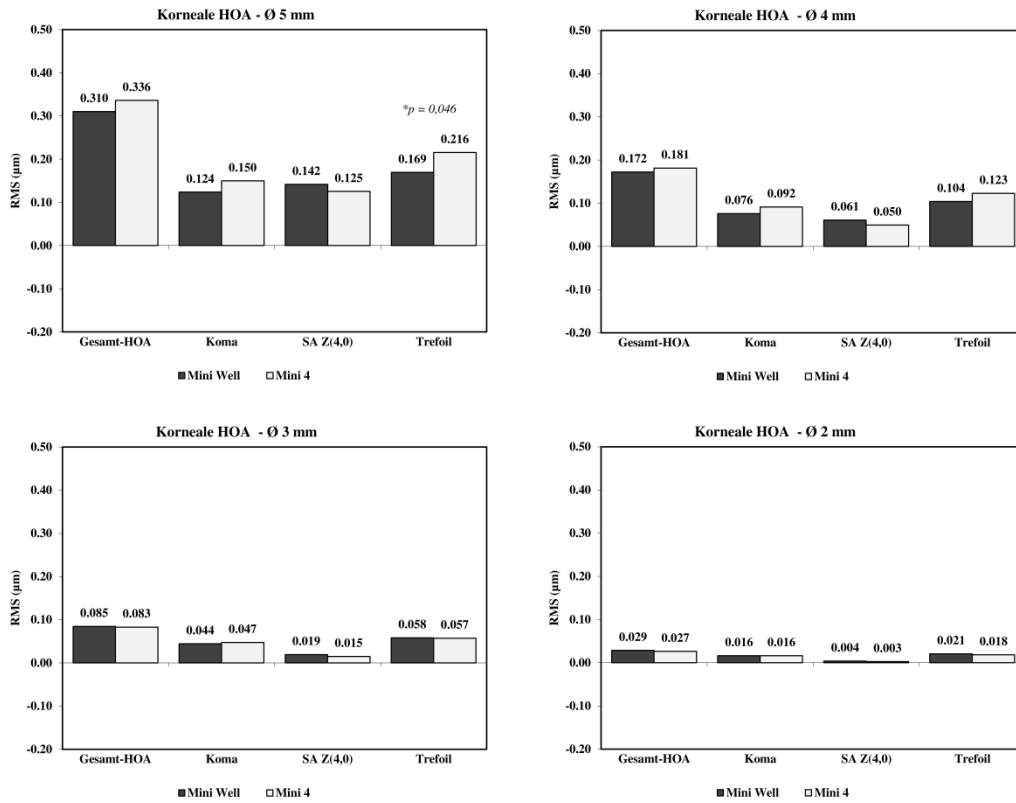 Korneale HOA - Ø 5 mm
0.50
0.40
0.30
0.20
0.10
0.00
-0.10
-0.20
RMS (µm)
0.310 0.336
0.124 0.150
0.142 0.125
0.169 0.216
*p = 0,046
Gesamt-HOA Koma SA Z(4,0) Trefoil
Mini Well Mini 4
Korneale HOA - Ø 4 mm
0.50
0.40
0.30
0.20
0.10
0.00
-0.10
-0.20
RMS (µm)
0.172 0.181
0.076 0.092
0.061 0.050
0.104 0.123
Gesamt-HOA Koma SA Z(4,0) Trefoil
Mini Well Mini 4
Korneale HOA - Ø 3 mm
0.50
0.40
0.30
0.20
0.10
0.00
-0.10
-0.20
RMS (µm)
0.085 0.083
0.044 0.047
0.019 0.015
0.058 0.057
Gesamt-HOA Koma SA Z(4,0) Trefoil
Mini Well Mini 4
Korneale HOA - Ø 2 mm
0.50
0.40
0.30
0.20
0.10
0.00
-0.10
-0.20
RMS (µm)
0.029 0.027
0.016 0.016
0.004 0.003
0.021 0.018
Gesamt-HOA Koma SA Z(4,0) Trefoil
Mini Well Mini 4